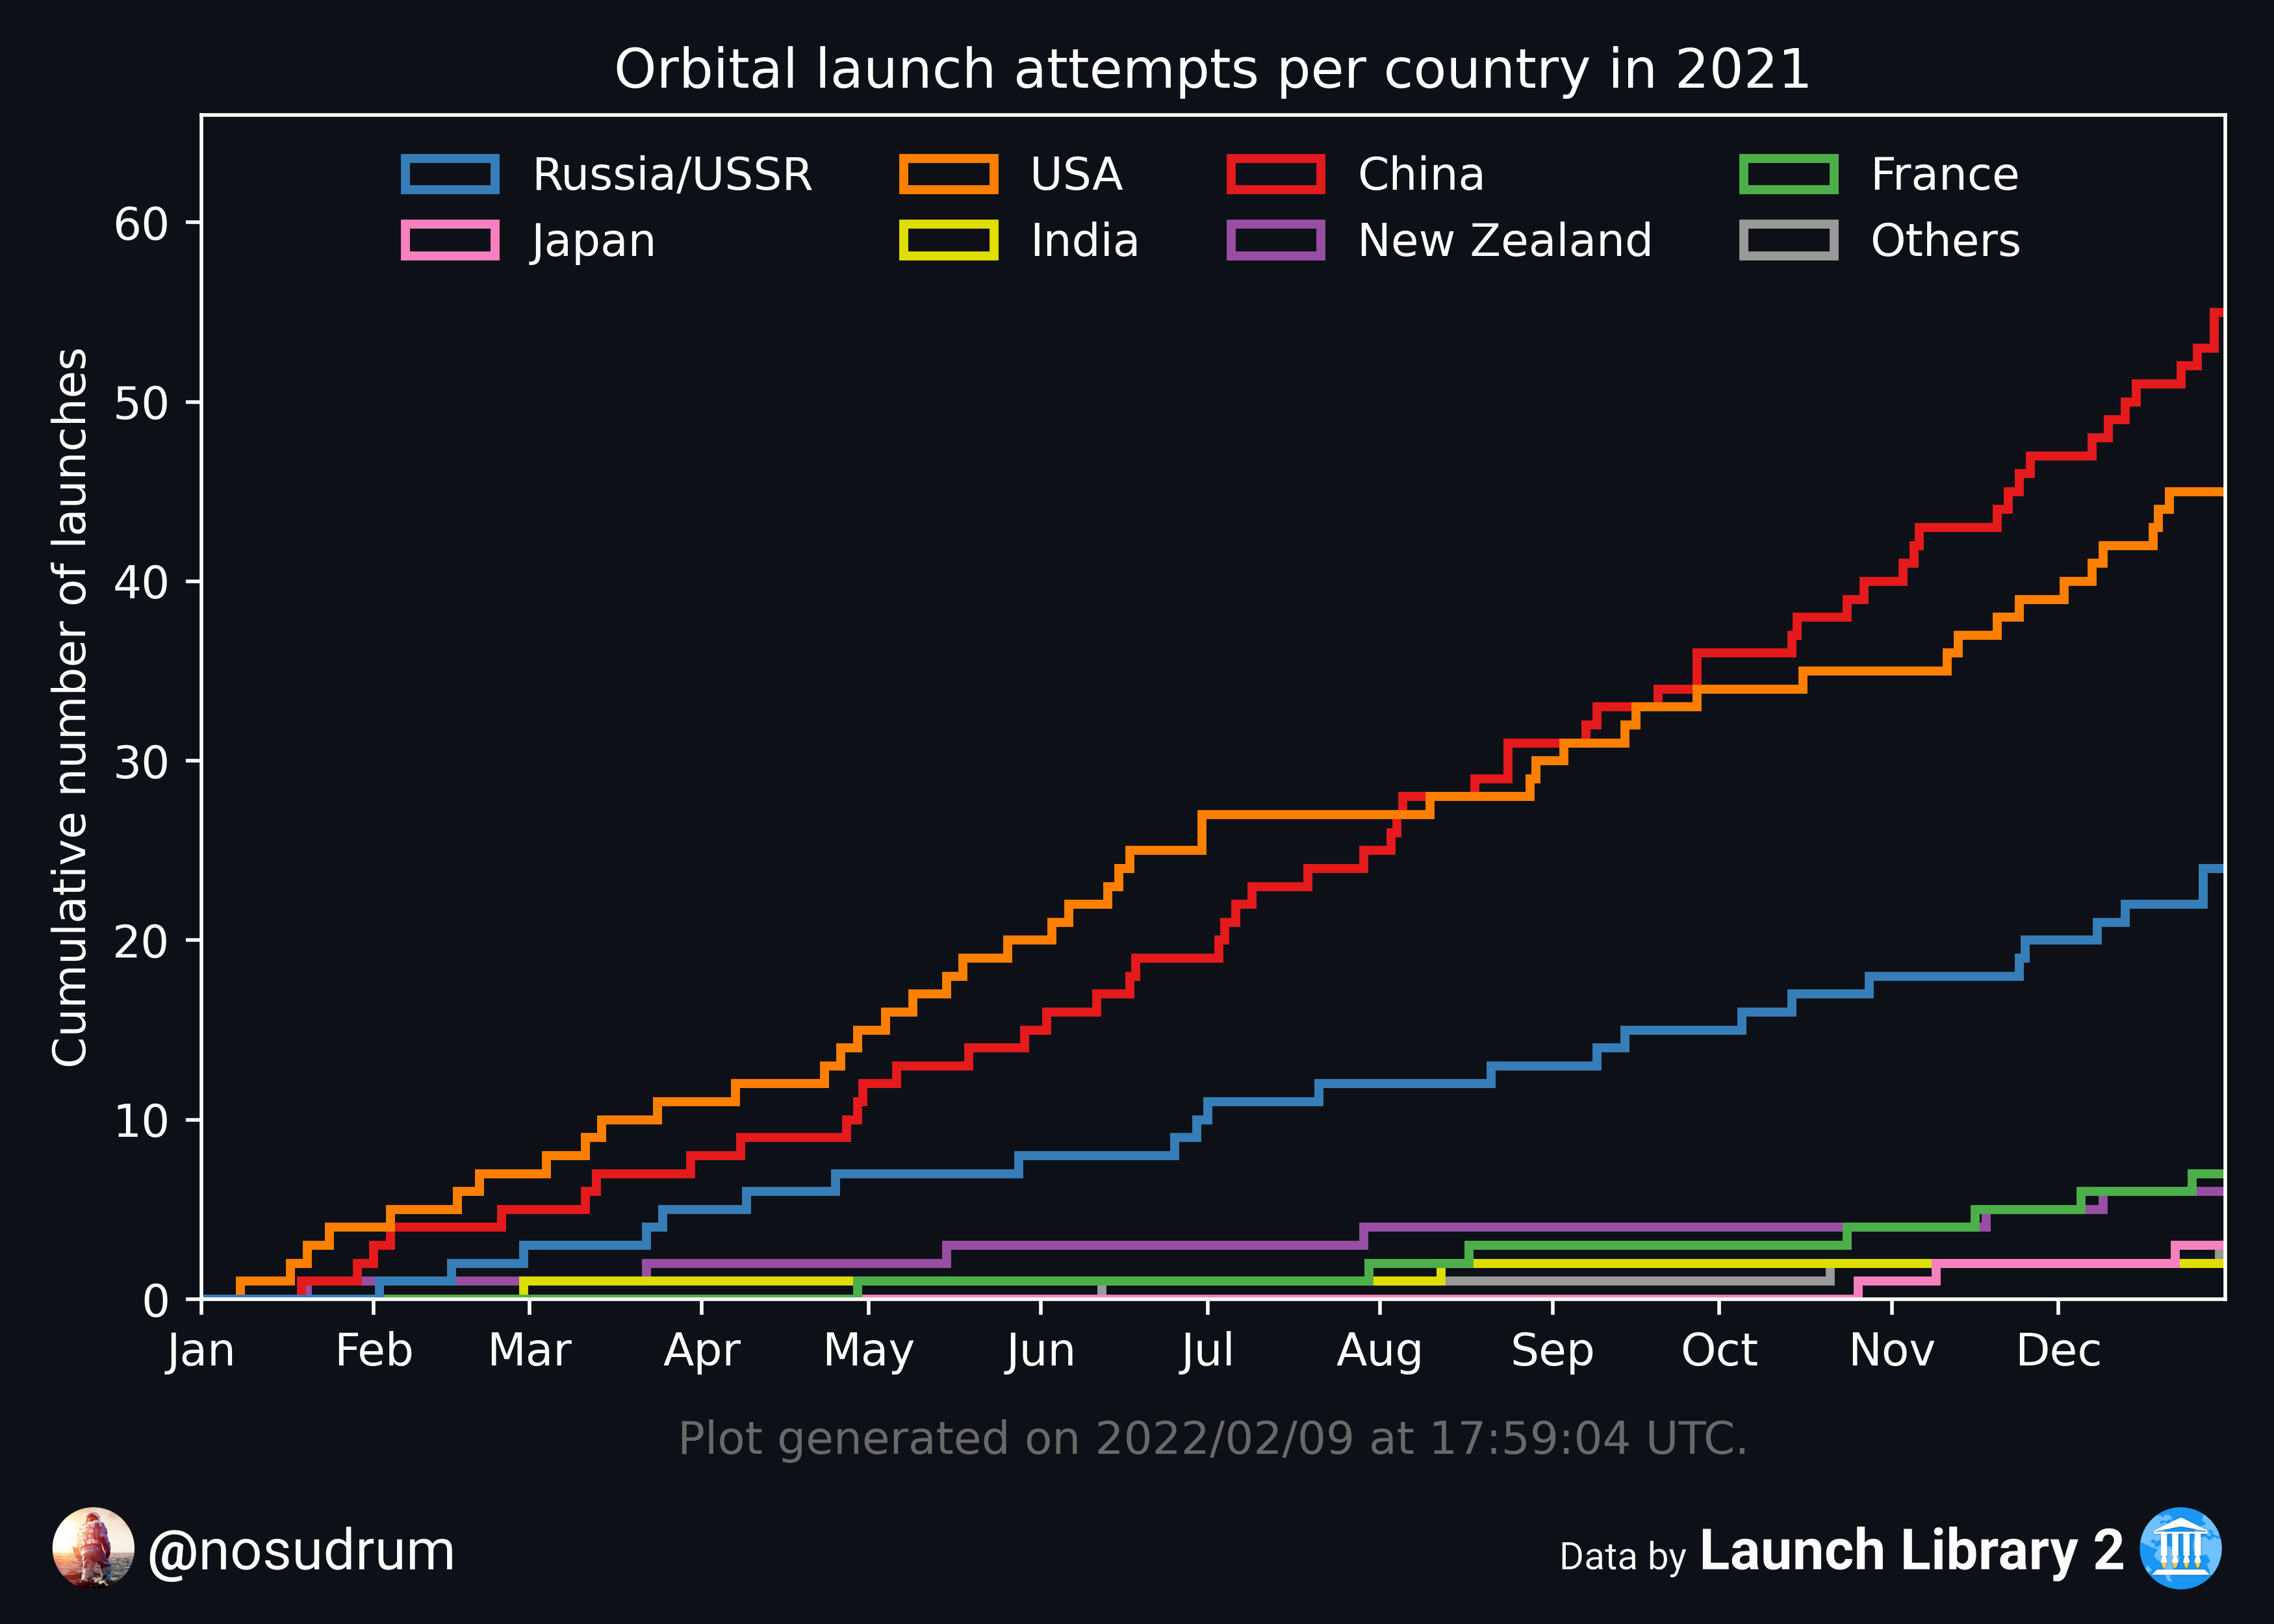 Orbital launch attempts per country in 2021
Russia/USSR USA China France
Japan India New Zealand Others
Cumulative number of launches
60
50
40
30
20
10
0
Jan Feb Mar Apr May Jun Jul Aug Sep Oct Nov Dec
Plot generated on 2022/02/09 at 17:59:04 UTC.
@nosudrum
Data by Launch Library 2